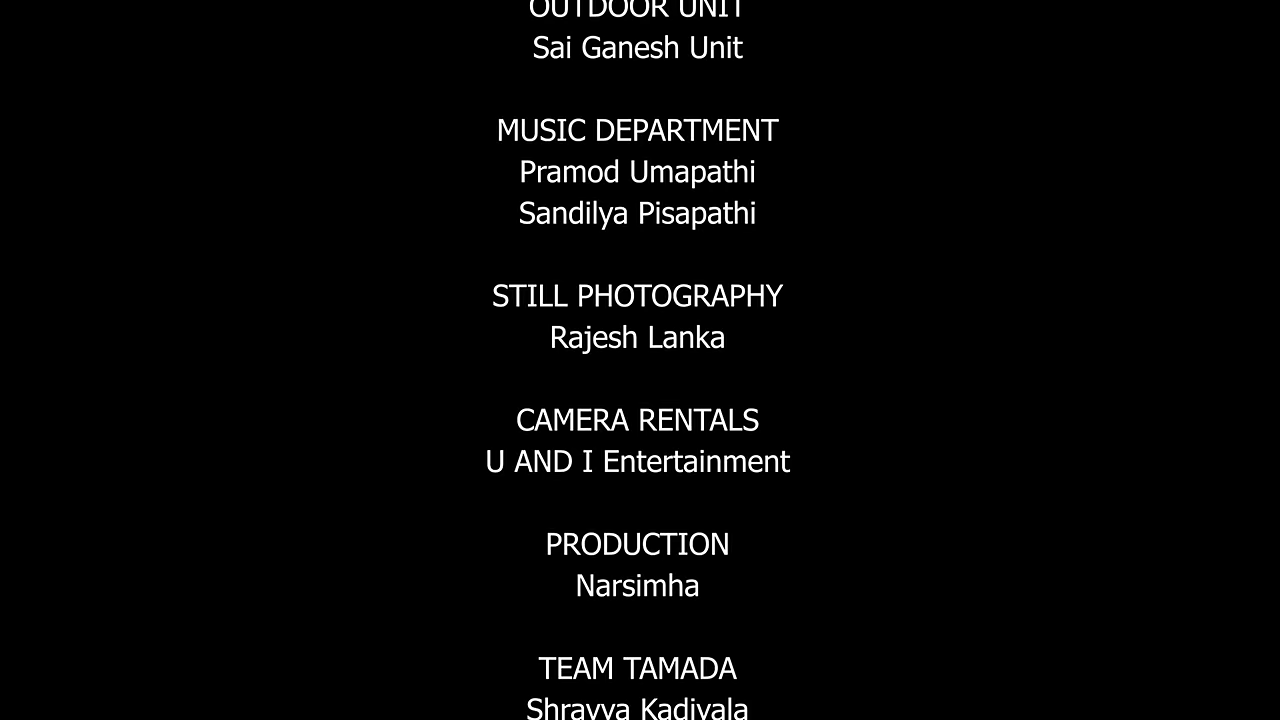 OUTDOOR UNIT
Sai Ganesh Unit
MUSIC DEPARTMENT
Pramod Umapathi
Sandilya Pisapathi
STILL PHOTOGRAPHY
Rajesh Lanka
CAMERA RENTALS
U AND I Entertainment
PRODUCTION
Narsimha
TEAM TAMADA
Shravya Kadiyala